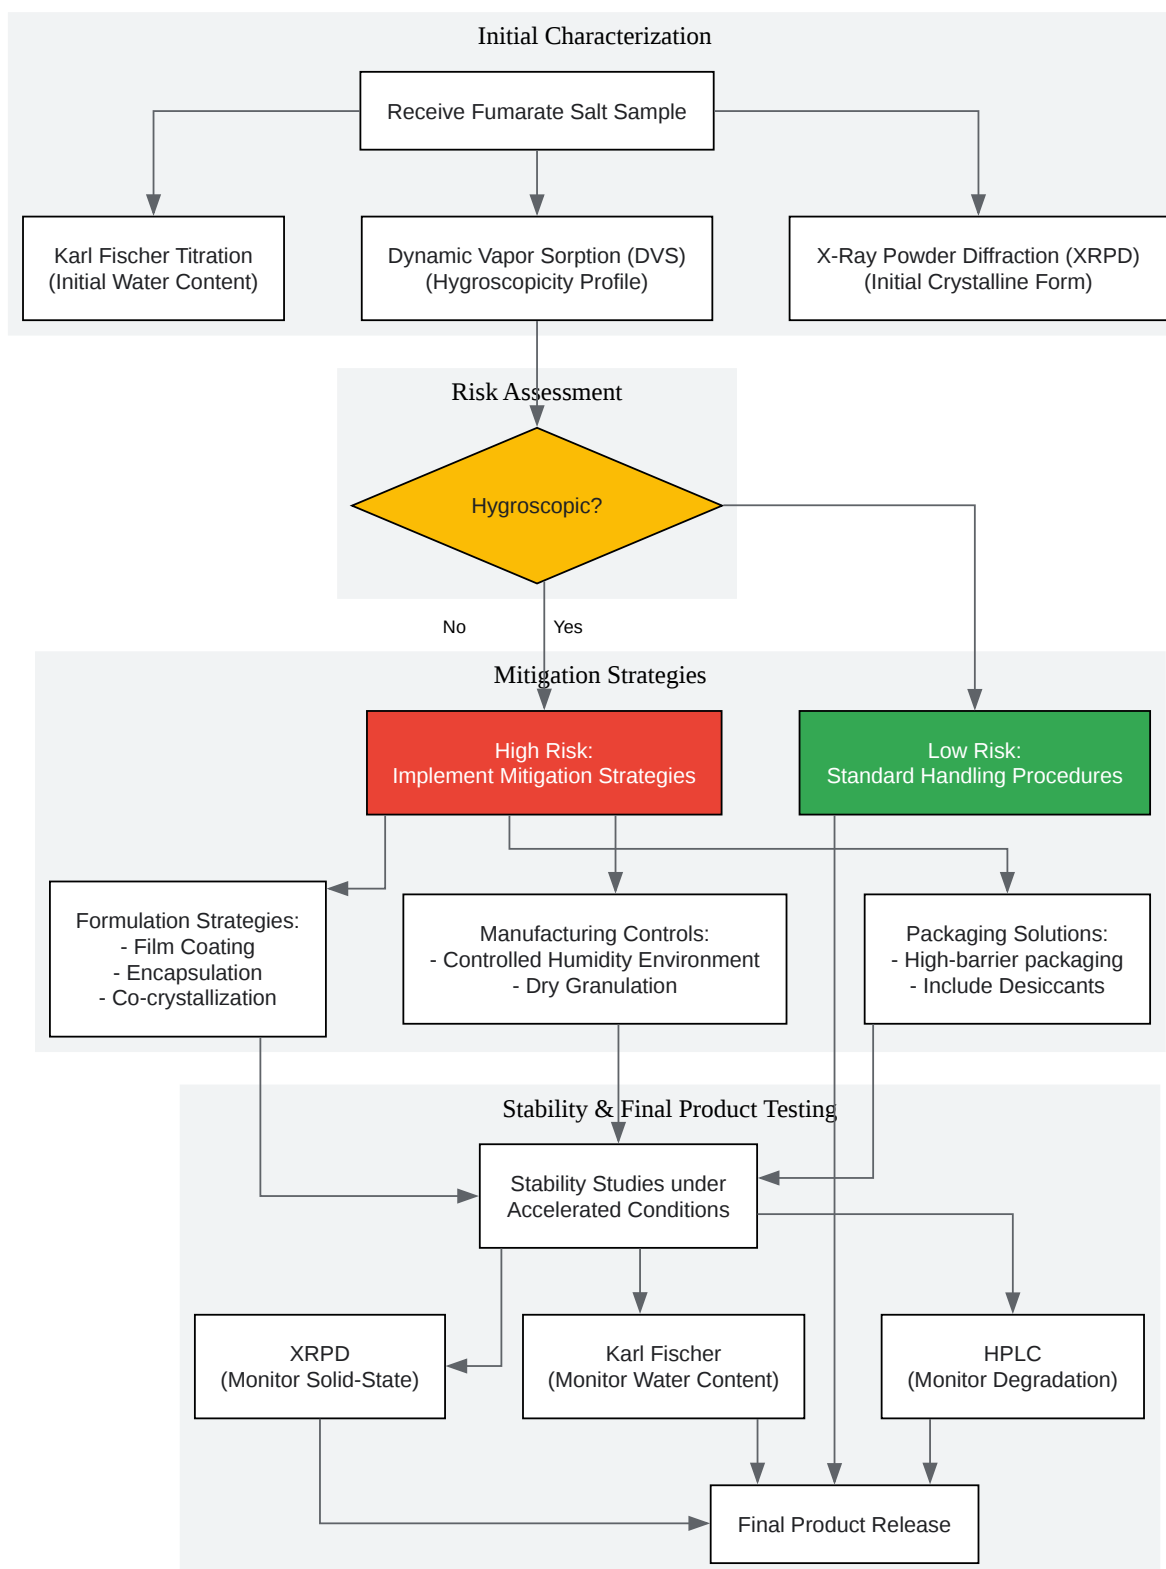 Initial Characterization
Receive Fumarate Salt Sample
Karl Fischer Titration
(Initial Water Content)
Dynamic Vapor Sorption (DVS)
(Hygroscopicity Profile)
X-Ray Powder Diffraction (XRPD)
(Initial Crystalline Form)
Risk Assessment
Hygroscopic?
No
Yes
Mitigation Strategies
High Risk:
Implement Mitigation Strategies
Low Risk:
Standard Handling Procedures
Formulation Strategies:
- Film Coating
- Encapsulation
- Co-crystallization
Manufacturing Controls:
- Controlled Humidity Environment
- Dry Granulation
Packaging Solutions:
- High-barrier packaging
- Include Desiccants
Stability & Final Product Testing
Stability Studies under
Accelerated Conditions
XRPD
(Monitor Solid-State)
Karl Fischer
(Monitor Water Content)
HPLC
(Monitor Degradation)
Final Product Release